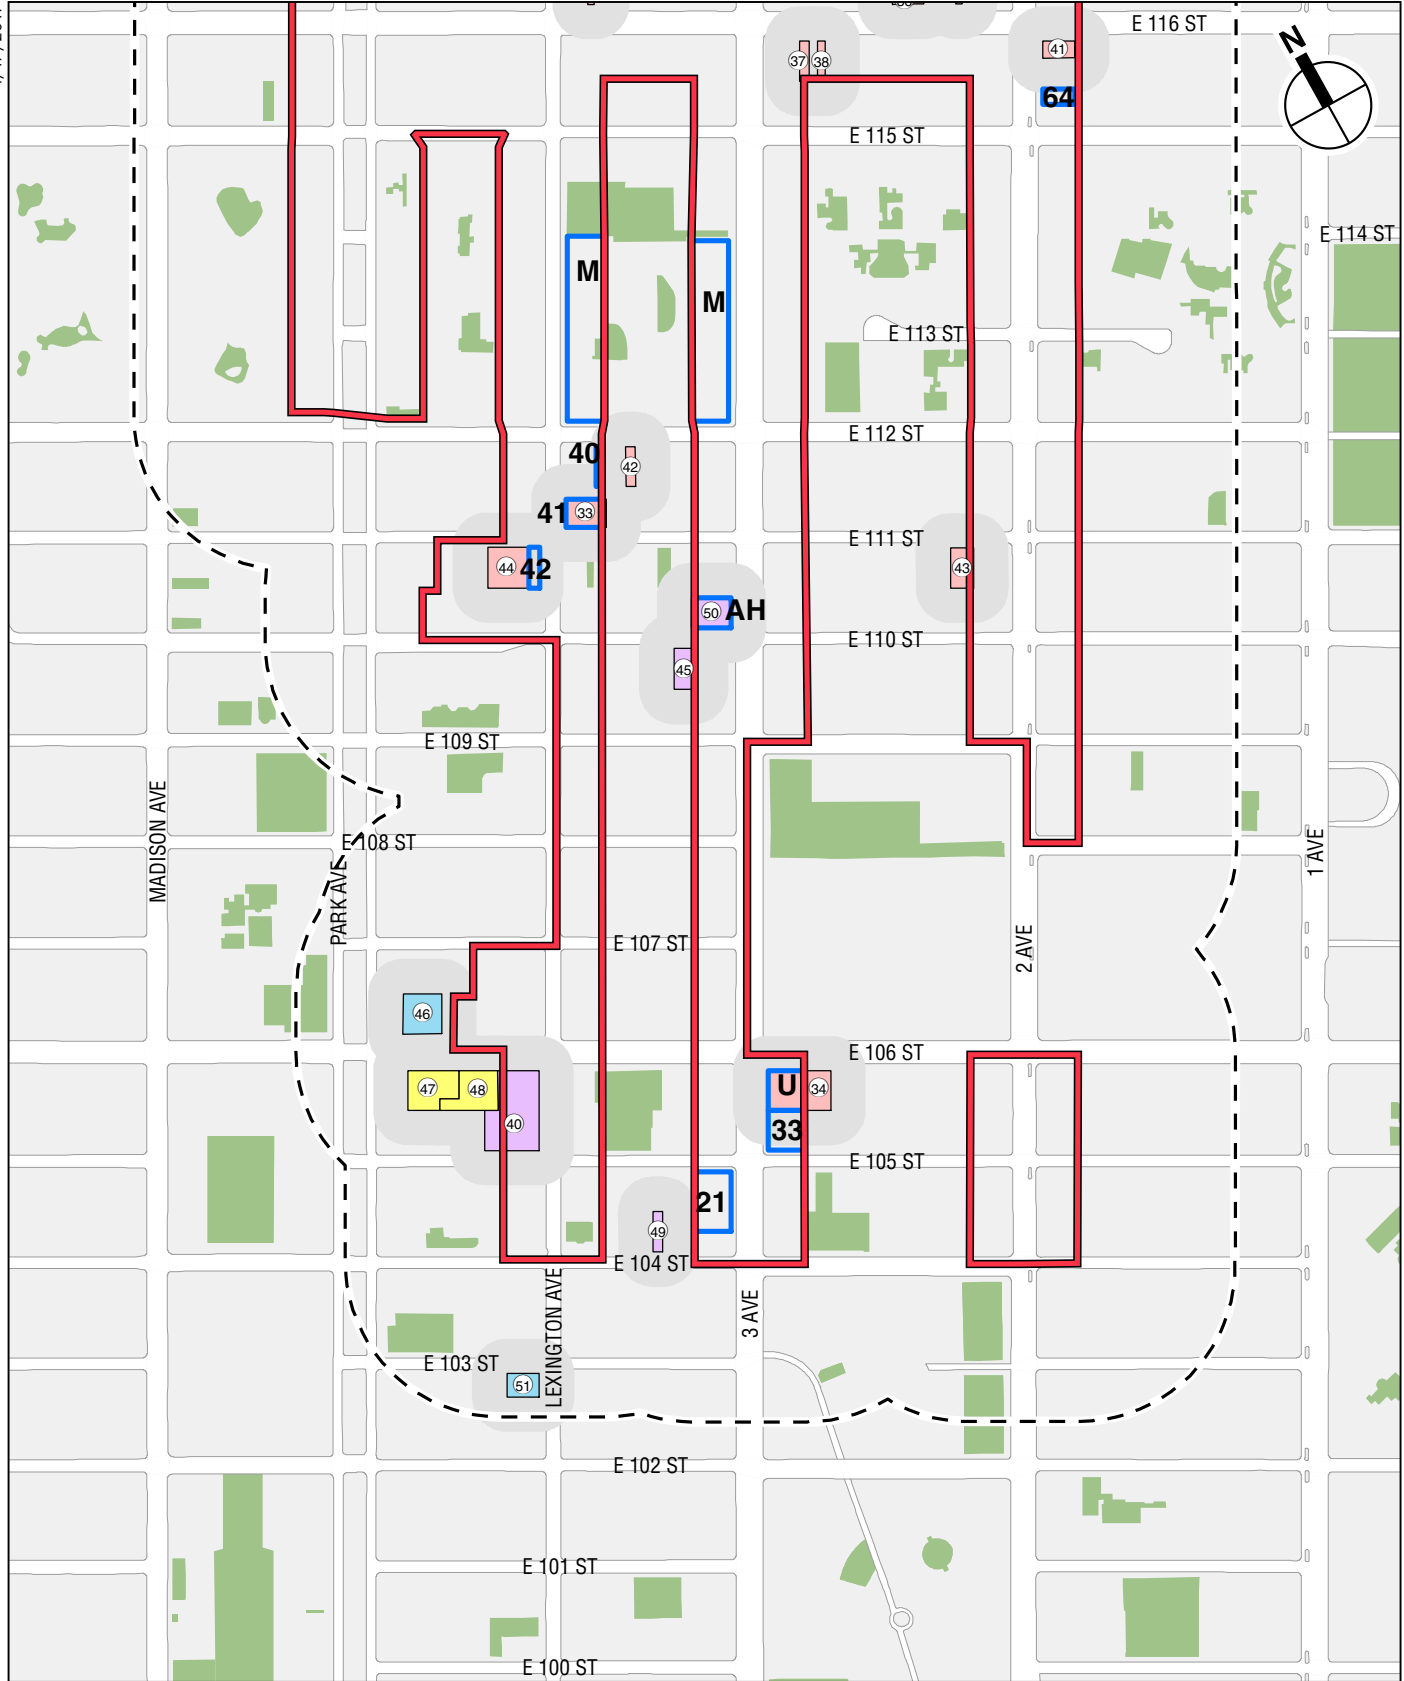 E 116 ST
N
41
37
38
64
E 115 ST
E 114 ST
M
M
E 113 ST
E 112 ST
40
42
41
33
E 111 ST
44
42
43
50
AH
E 110 ST
45
E 109 ST
MADISON AVE
E 108 ST
PARK AVE
1 AVE
E 107 ST
2 AVE
46
E 106 ST
47
48
U
34
40
33
E 105 ST
21
49
E 104 ST
LEXINGTON AVE
3 AVE
E 103 ST
51
E 102 ST
E 101 ST
E 100 ST